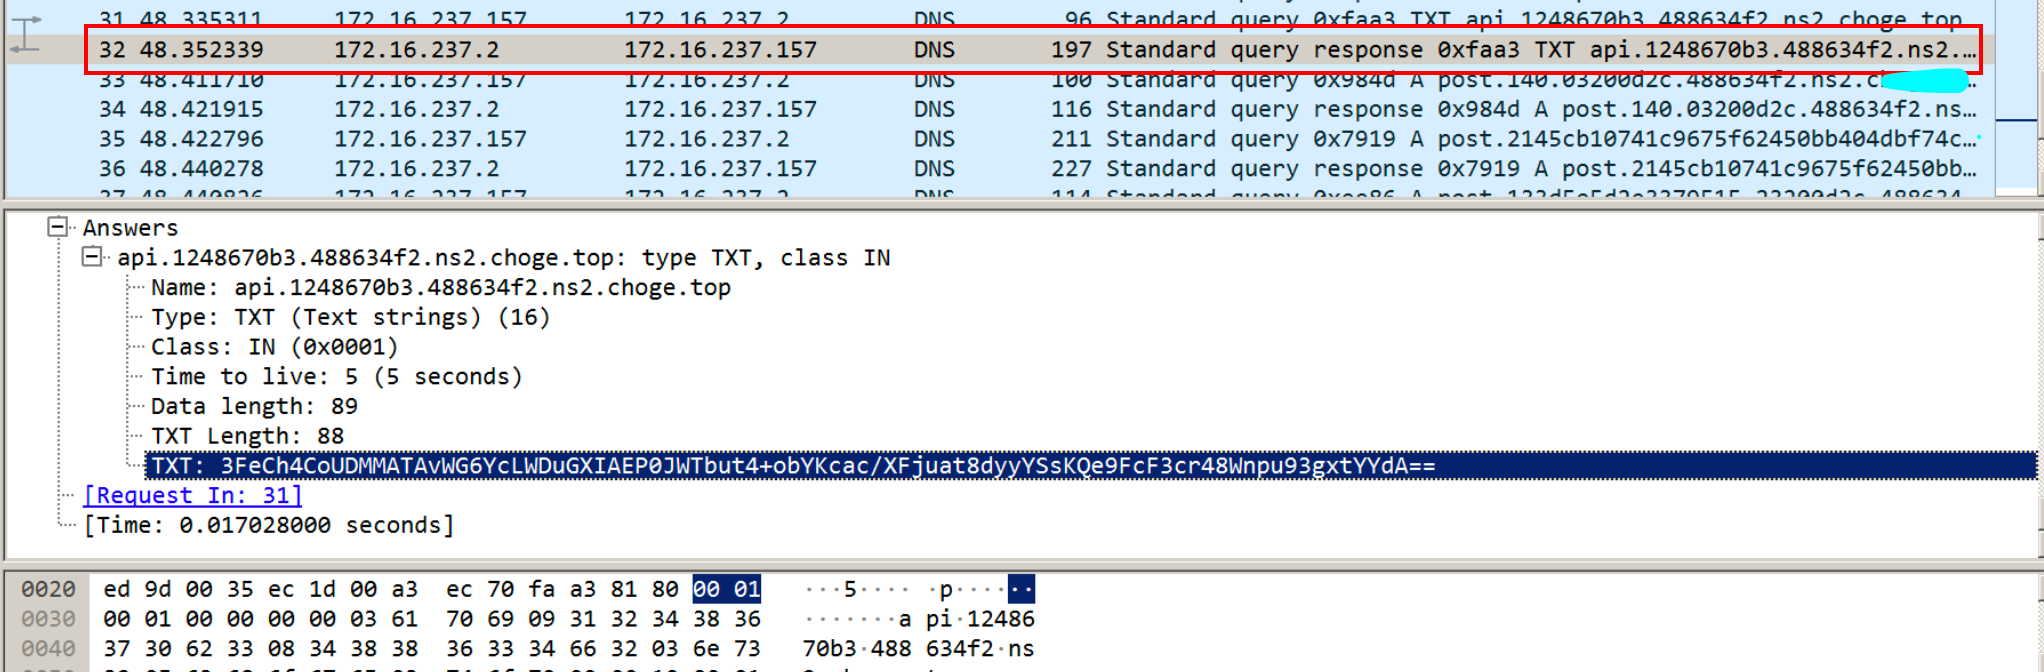 31 48.335311 172.16.237.157 172.16.237.2 DNS 96 Standard query 0xfaa3 TXT api.1248670b3.488634f2.ns2.choge.top
32 48.352339 172.16.237.2 172.16.237.157 DNS 197 Standard query response 0xfaa3 TXT api.1248670b3.488634f2.ns2.…
33 48.411710 172.16.237.157 172.16.237.2 DNS 100 Standard query 0x984d A post.140.03200d2c.488634f2.ns2.c
34 48.421915 172.16.237.2 172.16.237.157 DNS 116 Standard query response 0x984d A post.140.03200d2c.488634f2.ns…
35 48.422796 172.16.237.157 172.16.237.2 DNS 211 Standard query 0x7919 A post.2145cb10741c9675f62450bb404dbf74c…
36 48.440278 172.16.237.2 172.16.237.157 DNS 227 Standard query response 0x7919 A post.2145cb10741c9675f62450bb…
37 48.440826 172.16.237.157 172.16.237.2 DNS 114 Standard query
Answers
api.1248670b3.488634f2.ns2.choge.top: type TXT, class IN
Name: api.1248670b3.488634f2.ns2.choge.top
Type: TXT (Text strings) (16)
Class: IN (0x0001)
Time to live: 5 (5 seconds)
Data length: 89
TXT Length: 88
TXT: 3FeCh4CoUDMMATAvWG6YcLWDuGXIAEP0JWTbut4+obYKcac/XFjuat8dyyYSsKQe9FcF3cr48Wnpu93gxtYYdA==
[Request In: 31]
[Time: 0.017028000 seconds]
0020 ed 9d 00 35 ec 1d 00 a3 ec 70 fa a3 81 80 00 01 ···5···· ·p······
0030 00 01 00 00 00 00 03 61 70 69 09 31 32 34 38 36 ·······a pi·12486
0040 37 30 62 33 08 34 38 38 36 33 34 66 32 03 6e 73 70b3·488 634f2·ns